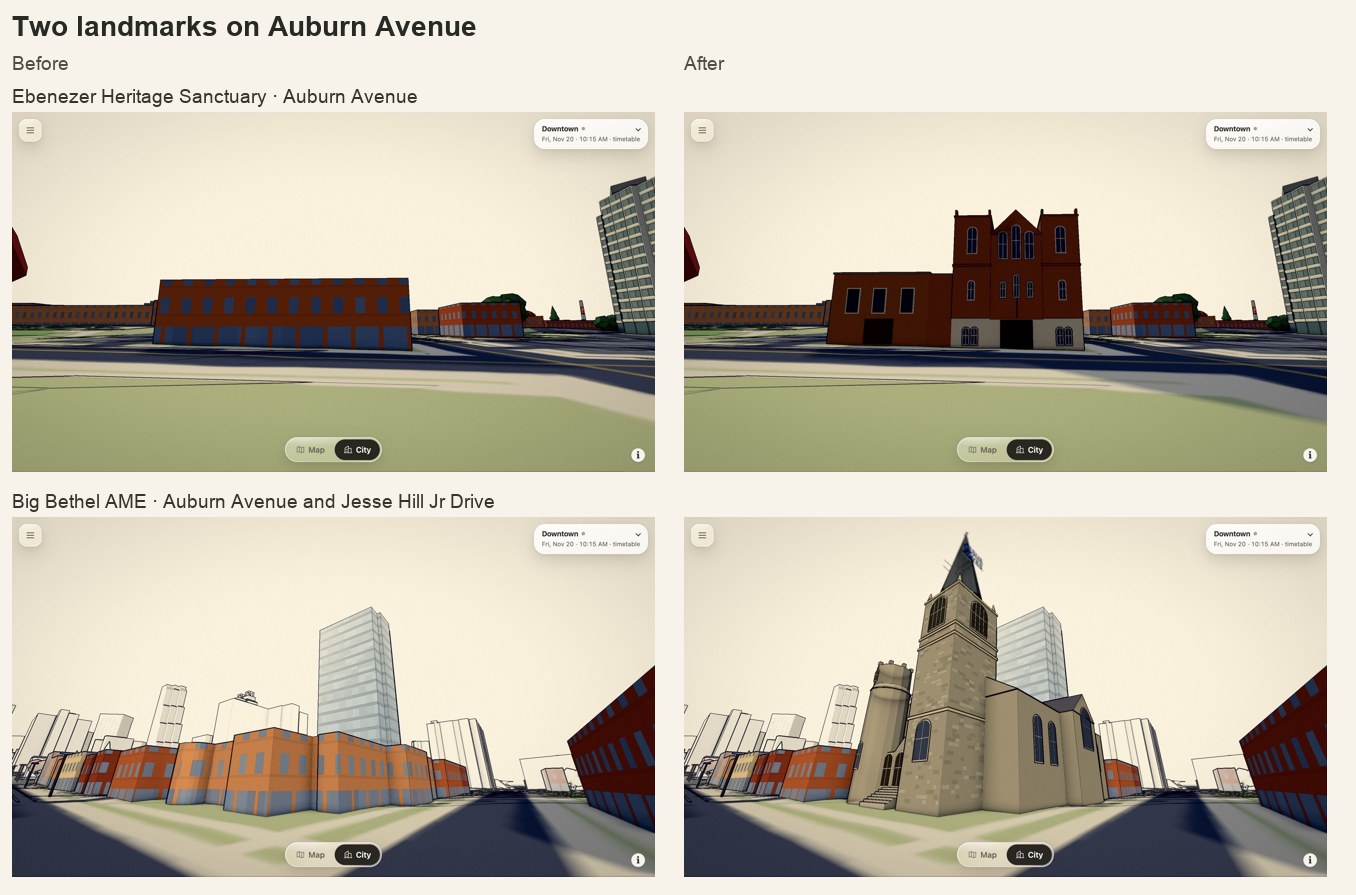 Two landmarks on Auburn Avenue
Before
After
Ebenezer Heritage Sanctuary · Auburn Avenue
Downtown
Fri, Nov 20 · 10:15 AM · timetable
Map
City
Downtown
Fri, Nov 20 · 10:15 AM · timetable
Map
City
Big Bethel AME · Auburn Avenue and Jesse Hill Jr Drive
Downtown
Fri, Nov 20 · 10:15 AM · timetable
Map
City
Downtown
Fri, Nov 20 · 10:15 AM · timetable
Map
City